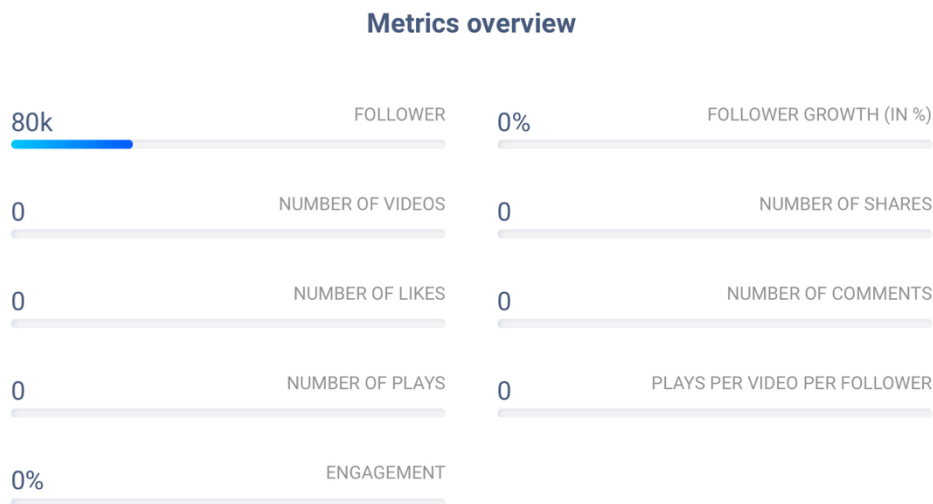 Metrics overview
80k FOLLOWER
0% FOLLOWER GROWTH (IN %)
0 NUMBER OF VIDEOS
0 NUMBER OF SHARES
0 NUMBER OF LIKES
0 NUMBER OF COMMENTS
0 NUMBER OF PLAYS
0 PLAYS PER VIDEO PER FOLLOWER
0% ENGAGEMENT